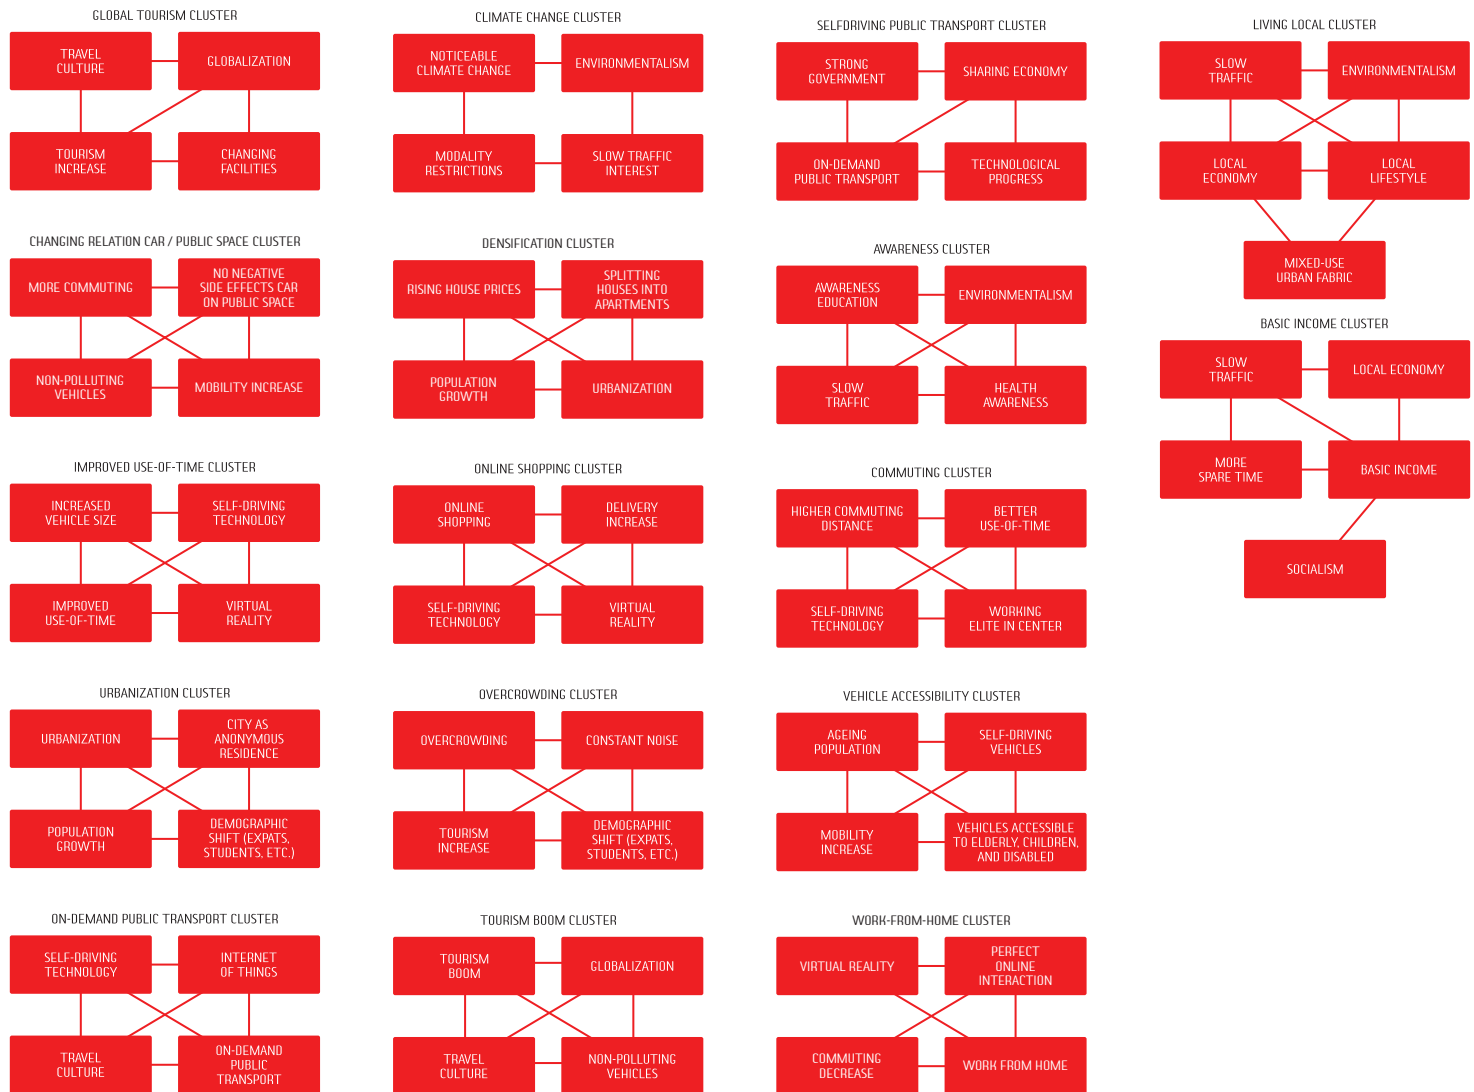 GLOBAL TOURISM CLUSTER
TRAVEL
CULTURE
GLOBALIZATION
TOURISM
INCREASE
CHANGING
FACILITIES
CHANGING RELATION CAR / PUBLIC SPACE CLUSTER
MORE COMMUTING
NO NEGATIVE
SIDE EFFECTS CAR
ON PUBLIC SPACE
NON-POLLUTING
VEHICLES
MOBILITY INCREASE
IMPROVED USE-OF-TIME CLUSTER
INCREASED
VEHICLE SIZE
SELF-DRIVING
TECHNOLOGY
IMPROVED
USE-OF-TIME
VIRTUAL
REALITY
URBANIZATION CLUSTER
URBANIZATION
CITY AS
ANONYMOUS
RESIDENCE
POPULATION
GROWTH
DEMOGRAPHIC
SHIFT (EXPATS,
STUDENTS, ETC.)
ON-DEMAND PUBLIC TRANSPORT CLUSTER
SELF-DRIVING
TECHNOLOGY
INTERNET
OF THINGS
TRAVEL
CULTURE
ON-DEMAND
PUBLIC
TRANSPORT
CLIMATE CHANGE CLUSTER
NOTICEABLE
CLIMATE CHANGE
ENVIRONMENTALISM
MODALITY
RESTRICTIONS
SLOW TRAFFIC
INTEREST
DENSIFICATION CLUSTER
RISING HOUSE PRICES
SPLITTING
HOUSES INTO
APARTMENTS
POPULATION
GROWTH
URBANIZATION
ONLINE SHOPPING CLUSTER
ONLINE
SHOPPING
DELIVERY
INCREASE
SELF-DRIVING
TECHNOLOGY
VIRTUAL
REALITY
OVERCROWDING CLUSTER
OVERCROWDING
CONSTANT NOISE
TOURISM
INCREASE
DEMOGRAPHIC
SHIFT (EXPATS,
STUDENTS, ETC.)
TOURISM BOOM CLUSTER
TOURISM
BOOM
GLOBALIZATION
TRAVEL
CULTURE
NON-POLLUTING
VEHICLES
SELFDRIVING PUBLIC TRANSPORT CLUSTER
STRONG
GOVERNMENT
SHARING ECONOMY
ON-DEMAND
PUBLIC TRANSPORT
TECHNOLOGICAL
PROGRESS
AWARENESS CLUSTER
AWARENESS
EDUCATION
ENVIRONMENTALISM
SLOW
TRAFFIC
HEALTH
AWARENESS
COMMUTING CLUSTER
HIGHER COMMUTING
DISTANCE
BETTER
USE-OF-TIME
SELF-DRIVING
TECHNOLOGY
WORKING
ELITE IN CENTER
VEHICLE ACCESSIBILITY CLUSTER
AGEING
POPULATION
SELF-DRIVING
VEHICLES
MOBILITY
INCREASE
VEHICLES ACCESSIBLE
TO ELDERLY, CHILDREN,
AND DISABLED
WORK-FROM-HOME CLUSTER
VIRTUAL REALITY
PERFECT
ONLINE
INTERACTION
COMMUTING
DECREASE
WORK FROM HOME
LIVING LOCAL CLUSTER
SLOW
TRAFFIC
ENVIRONMENTALISM
LOCAL
ECONOMY
LOCAL
LIFESTYLE
MIXED-USE
URBAN FABRIC
BASIC INCOME CLUSTER
SLOW
TRAFFIC
LOCAL ECONOMY
MORE
SPARE TIME
BASIC INCOME
SOCIALISM